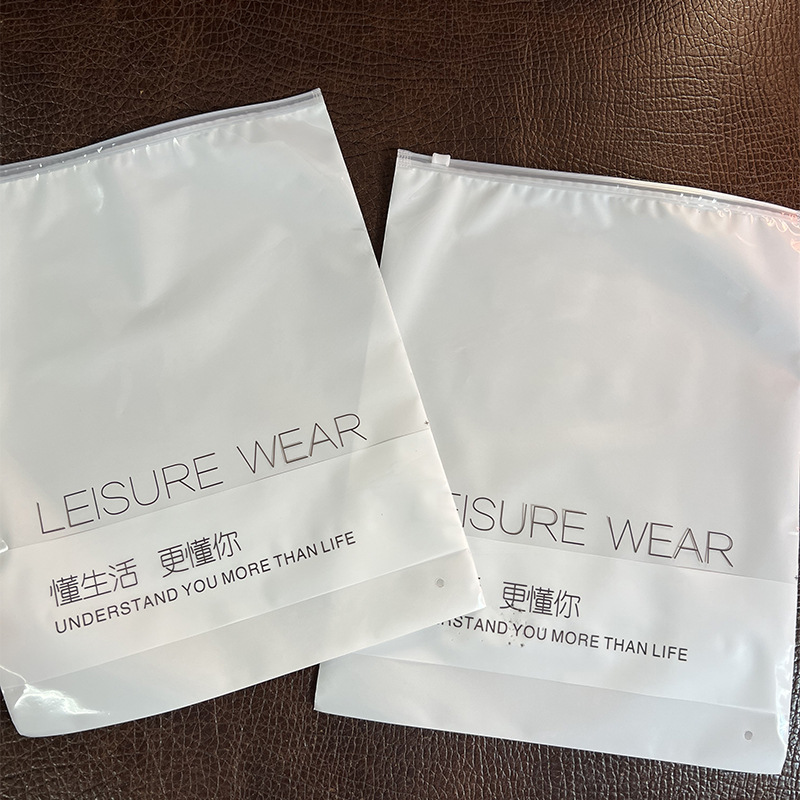 LEISURE WEAR
懂生活 更懂你
UNDERSTAND YOU MORE THAN LIFE
EISURE WEAR
更懂你
RSTAND YOU MORE THAN LIFE